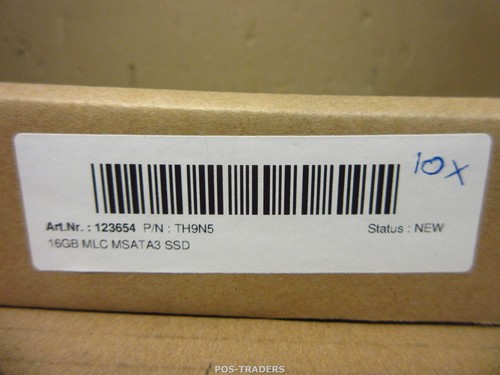 10x
Art.Nr. : 123654 P/N : TH9N5 Status : NEW
16GB MLC MSATA3 SSD
POS-TRADERS